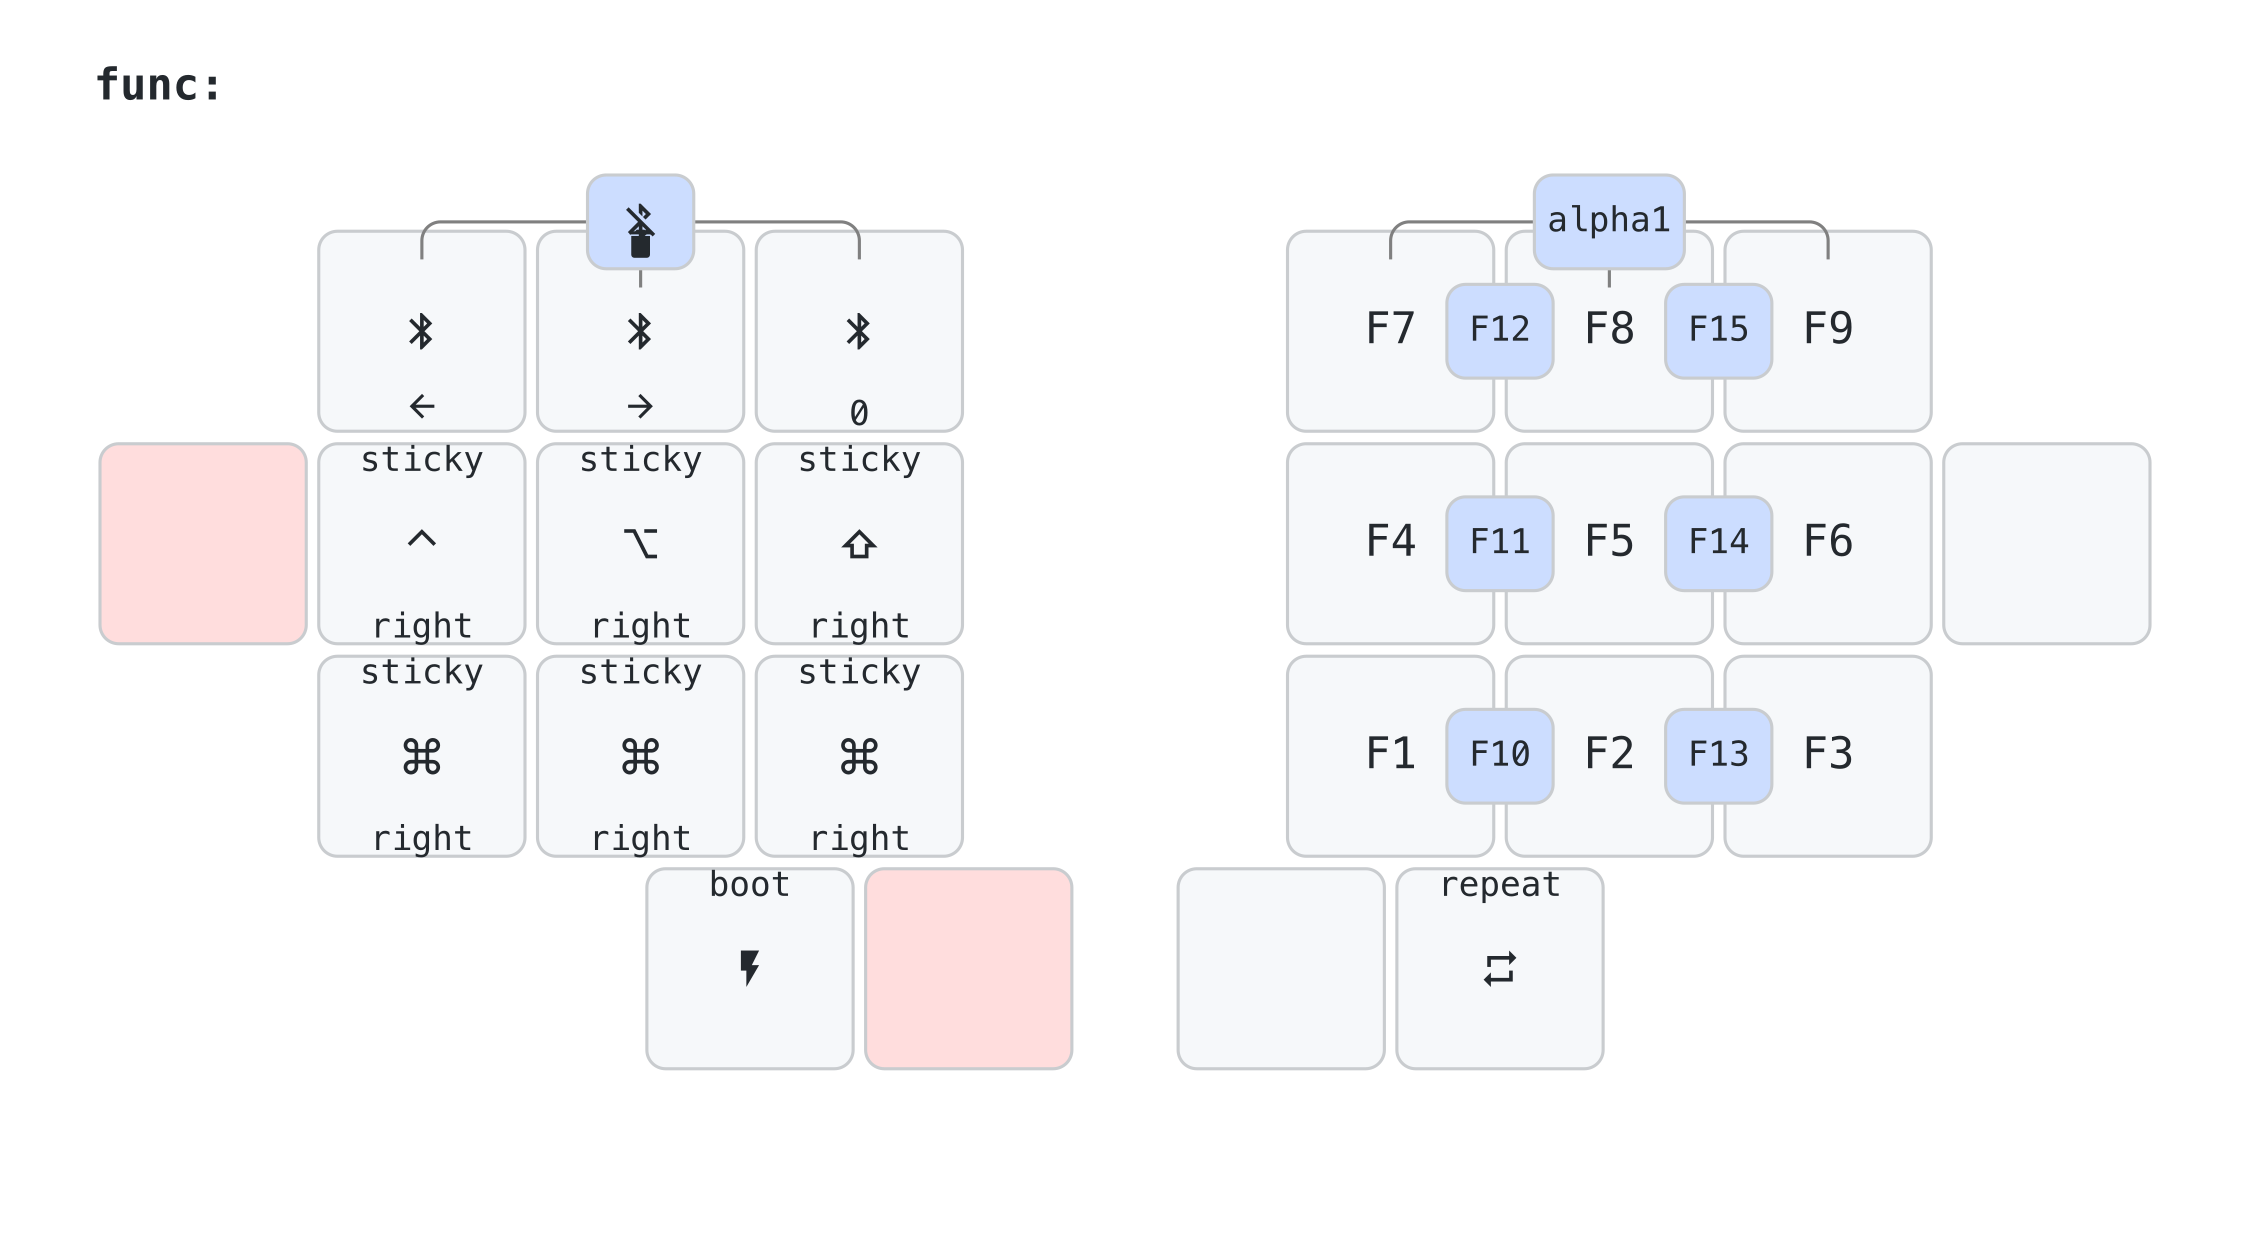 func:
alpha1
F7 F12 F8 F15 F9
← → 0
sticky sticky sticky
F4 F11 F5 F14 F6
right right right
sticky sticky sticky
⌘ ⌘ ⌘
F1 F10 F2 F13 F3
right right right
boot repeat